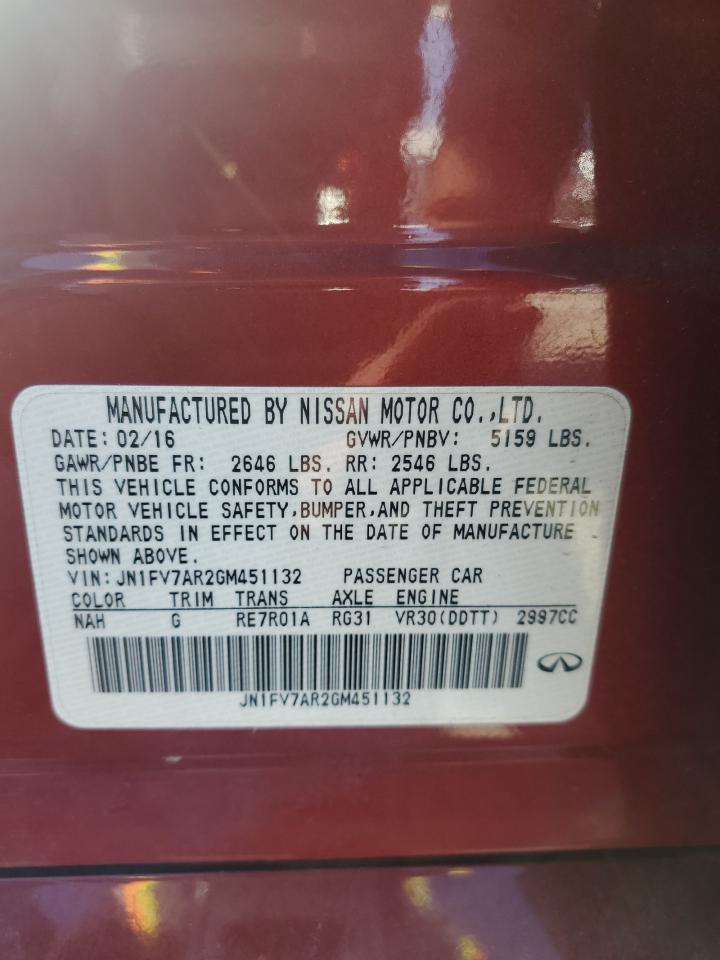 MANUFACTURED BY NISSAN MOTOR CO.,LTD.
DATE: 02/16 GVWR/PNBV: 5159 LBS.
GAWR/PNBE FR: 2646 LBS. RR: 2546 LBS.
THIS VEHICLE CONFORMS TO ALL APPLICABLE FEDERAL
MOTOR VEHICLE SAFETY,BUMPER,AND THEFT PREVENTION
STANDARDS IN EFFECT ON THE DATE OF MANUFACTURE
SHOWN ABOVE.
VIN: JN1FV7AR2GM451132 PASSENGER CAR
COLOR TRIM TRANS AXLE ENGINE
NAH G RE7R01A RG31 VR30(DDTT) 2997CC
JN1FV7AR2GM451132